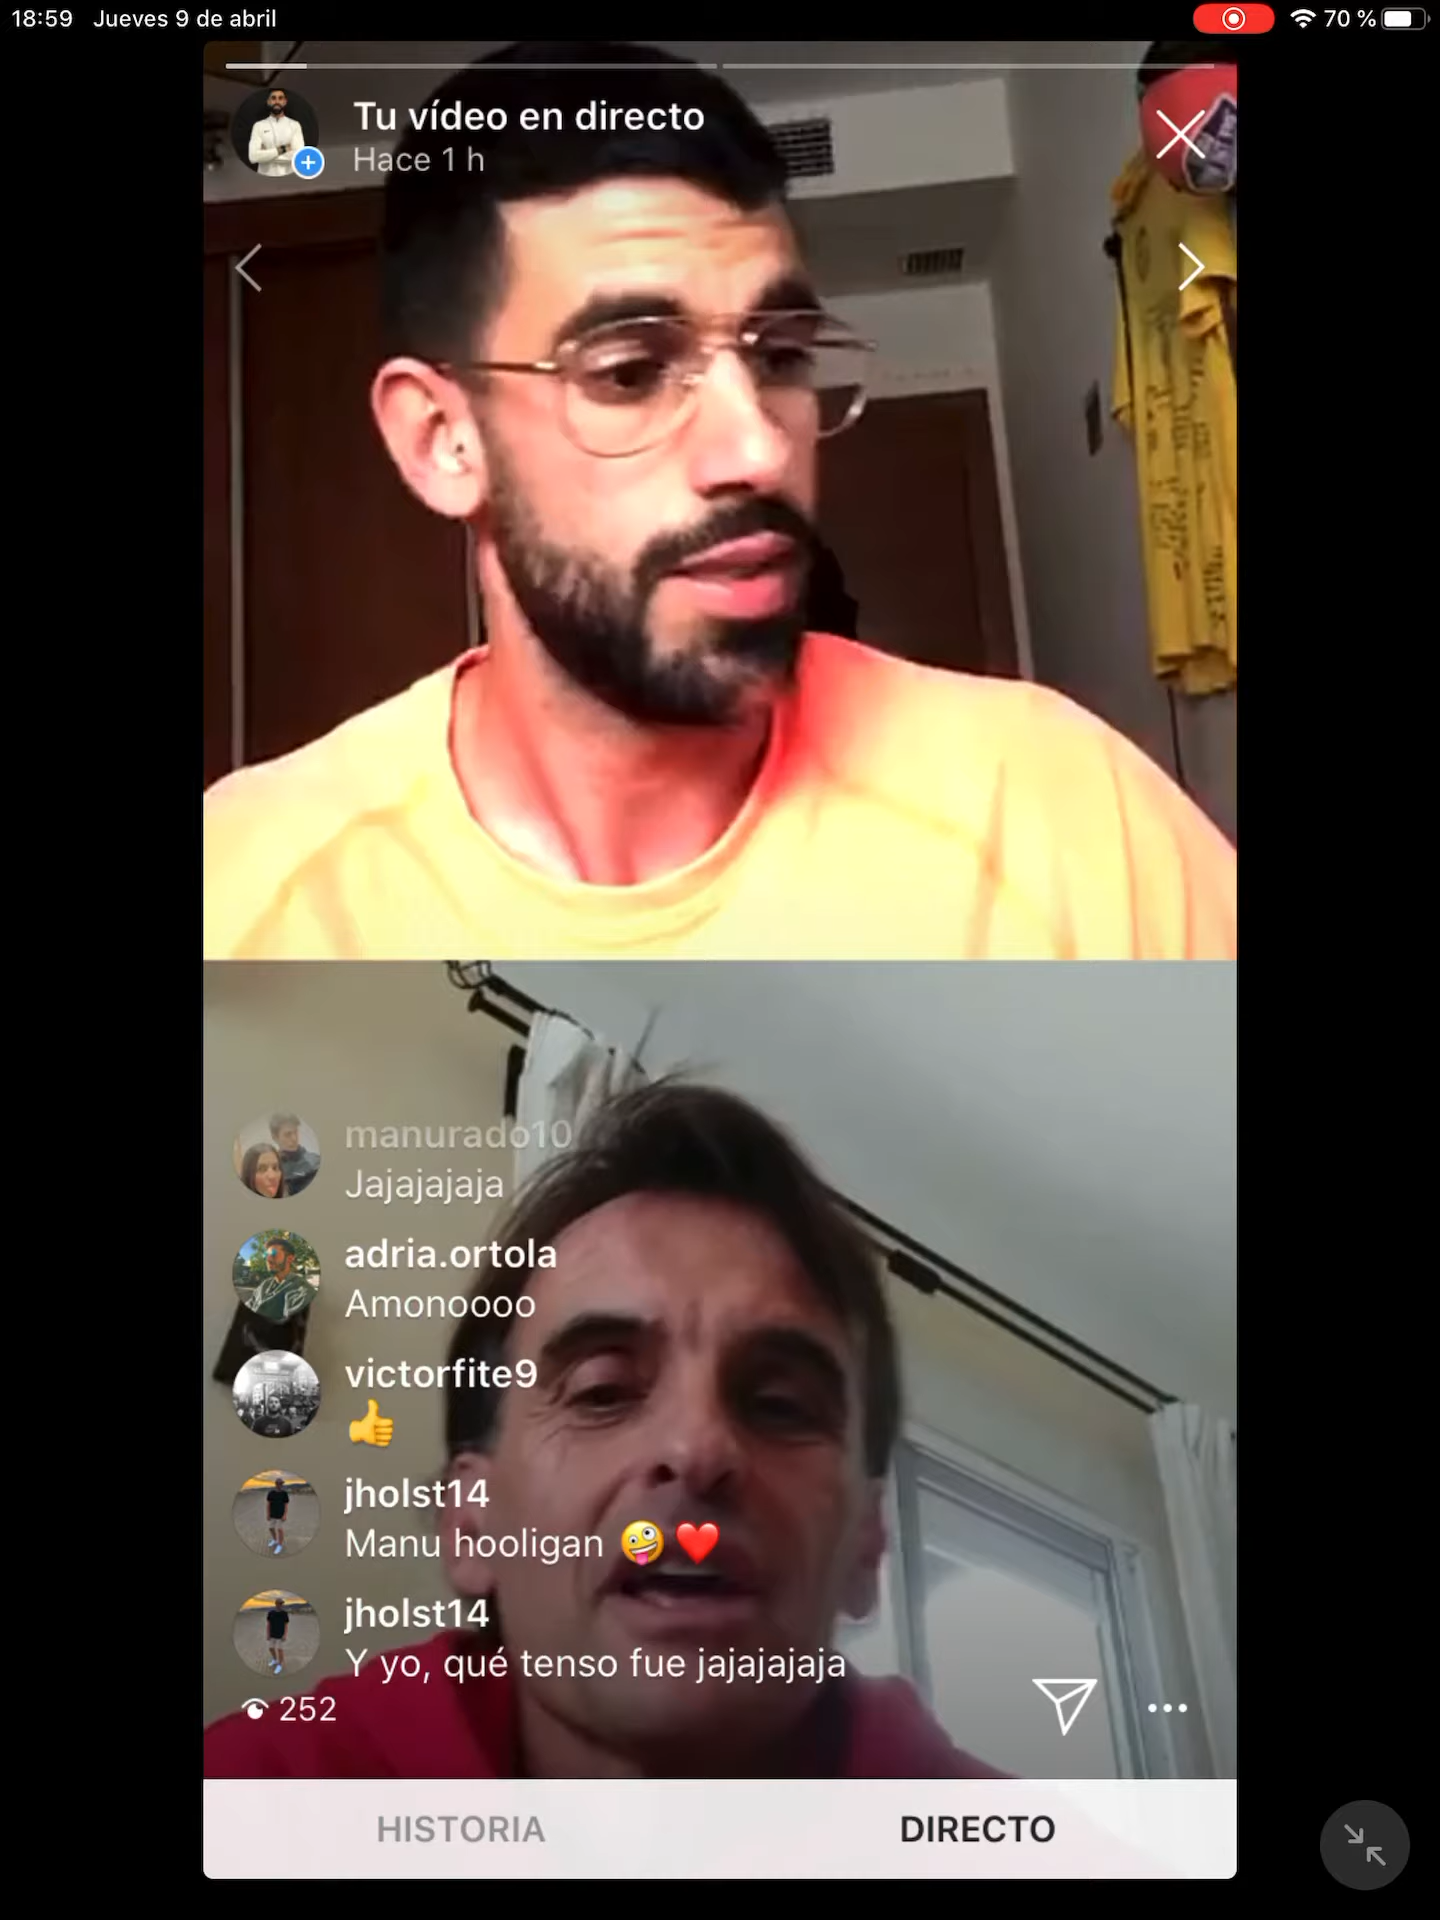 18:59 Jueves 9 de abril
70 %
Tu vídeo en directo
Hace 1 h
manurado10
Jajajajaja
adria.ortola
Amonoooo
victorfite9
👍
jholst14
Manu hooligan 🤪 ❤️
jholst14
Y yo, qué tenso fue jajajajaja
252
HISTORIA
DIRECTO